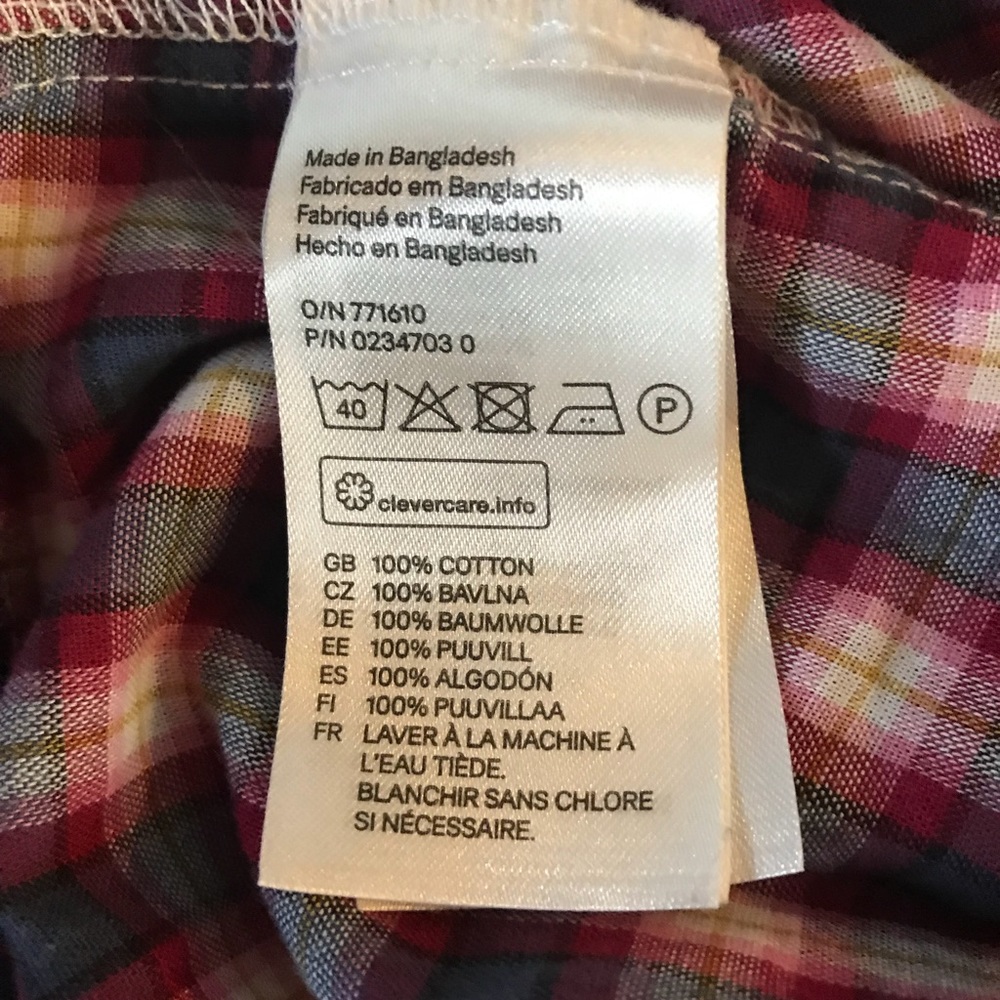 Made in Bangladesh
Fabricado em Bangladesh
Fabriqué en Bangladesh
Hecho en Bangladesh
O/N 771610
P/N 0234703 0
40 P
clevercare.info
GB 100% COTTON
CZ 100% BAVLNA
DE 100% BAUMWOLLE
EE 100% PUUVILL
ES 100% ALGODÓN
FI 100% PUUVILLAA
FR LAVER À LA MACHINE À
L'EAU TIÈDE.
BLANCHIR SANS CHLORE
SI NÉCESSAIRE.